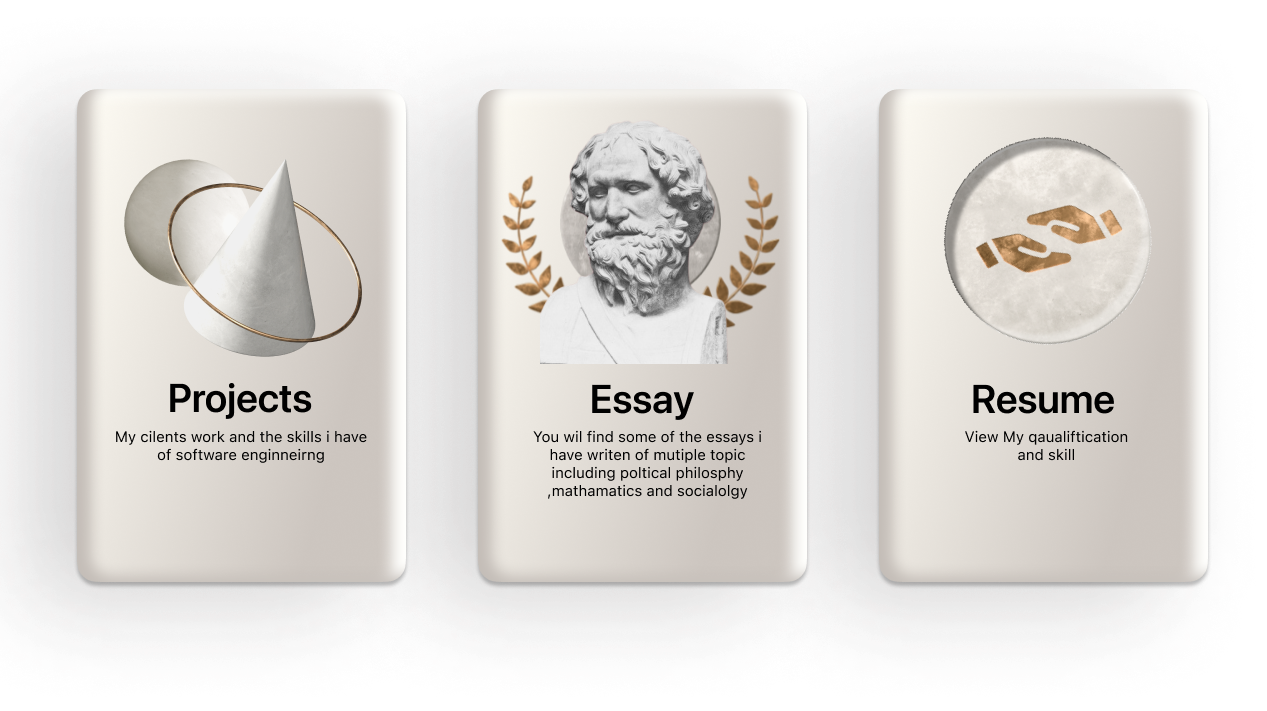 Projects
My cilents work and the skills i have
of software enginneirng
Essay
You wil find some of the essays i
have writen of mutiple topic
including poltical philosphy
,mathamatics and socialolgy
Resume
View My qaualiftication
and skill